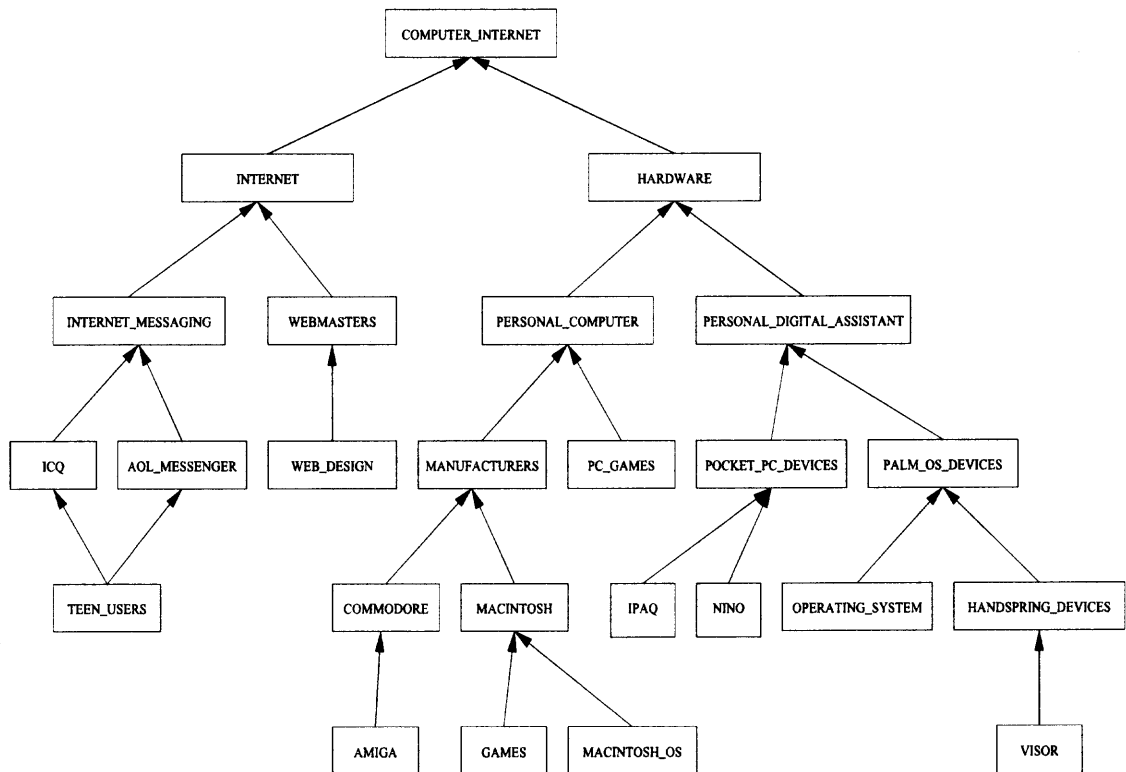 COMPUTER_INTERNET
INTERNET
HARDWARE
INTERNET_MESSAGING
WEBMASTERS
PERSONAL_COMPUTER
PERSONAL_DIGITAL_ASSISTANT
ICQ
AOL_MESSENGER
WEB_DESIGN
MANUFACTURERS
PC_GAMES
POCKET_PC_DEVICES
PALM_OS_DEVICES
TEEN_USERS
COMMODORE
MACINTOSH
IPAQ
NINO
OPERATING_SYSTEM
HANDSPRING_DEVICES
AMIGA
GAMES
MACINTOSH_OS
VISOR